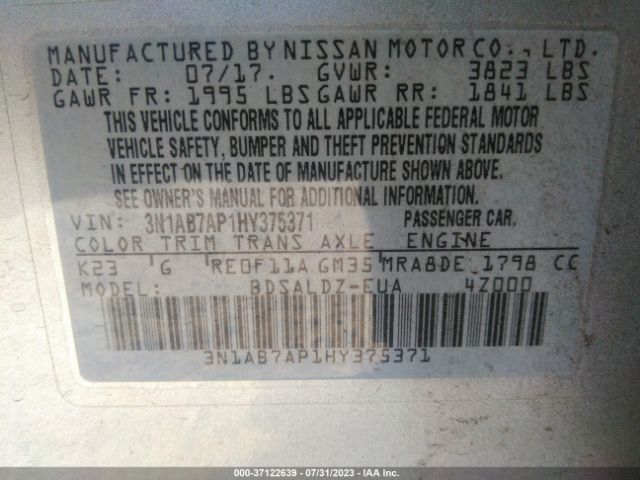 MANUFACTURED BY NISSAN MOTOR CO., LTD.
DATE: 07/17. GVWR: 3823 LBS
GAWR FR: 1995 LBS GAWR RR: 1841 LBS
THIS VEHICLE CONFORMS TO ALL APPLICABLE FEDERAL MOTOR
VEHICLE SAFETY, BUMPER AND THEFT PREVENTION STANDARDS
IN EFFECT ON THE DATE OF MANUFACTURE SHOWN ABOVE.
SEE OWNER'S MANUAL FOR ADDITIONAL INFORMATION.
VIN: 3N1AB7AP1HY375371 PASSENGER CAR.
COLOR TRIM TRANS AXLE ENGINE
K23 G RE0F11A GM35 MRA8DE 1798 CC
MODEL: BDSALDZ-EUA 4Z000
3N1AB7AP1HY375371
000-37122639 / 07/31/2023 - IAA Inc.